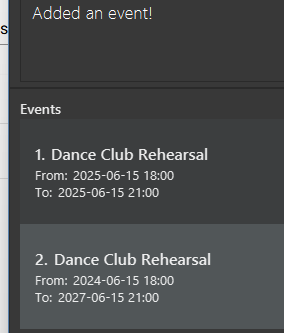 s
Added an event!
Events
1. Dance Club Rehearsal
From: 2025-06-15 18:00
To: 2025-06-15 21:00
2. Dance Club Rehearsal
From: 2024-06-15 18:00
To: 2027-06-15 21:00